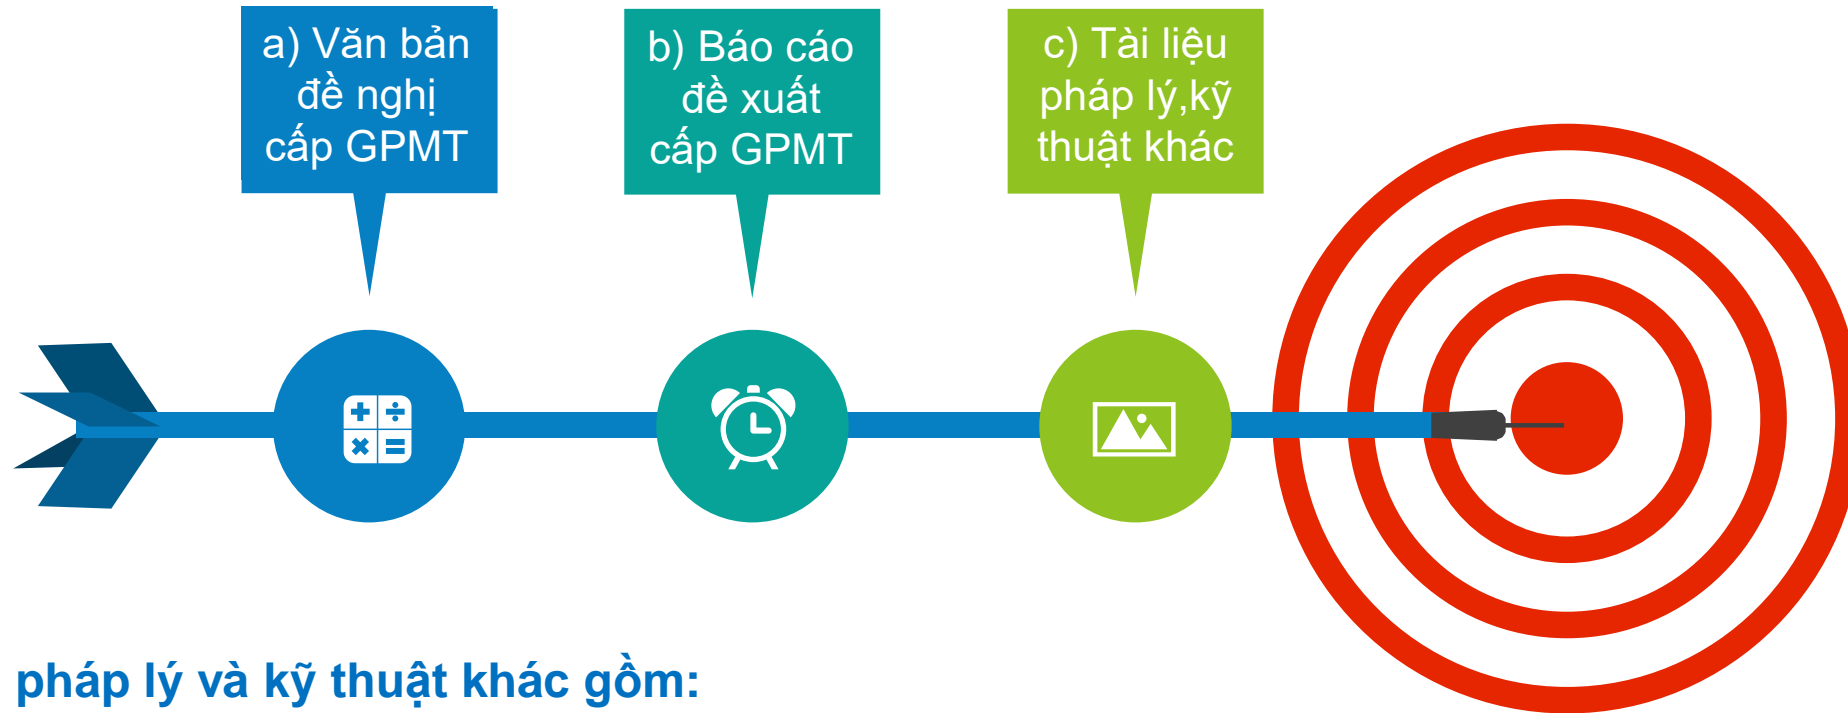 a) Văn bản
đề nghị
cấp GPMT
b) Báo cáo
đề xuất
cấp GPMT
c) Tài liệu
pháp lý,kỹ
thuật khác
pháp lý và kỹ thuật khác gồm: